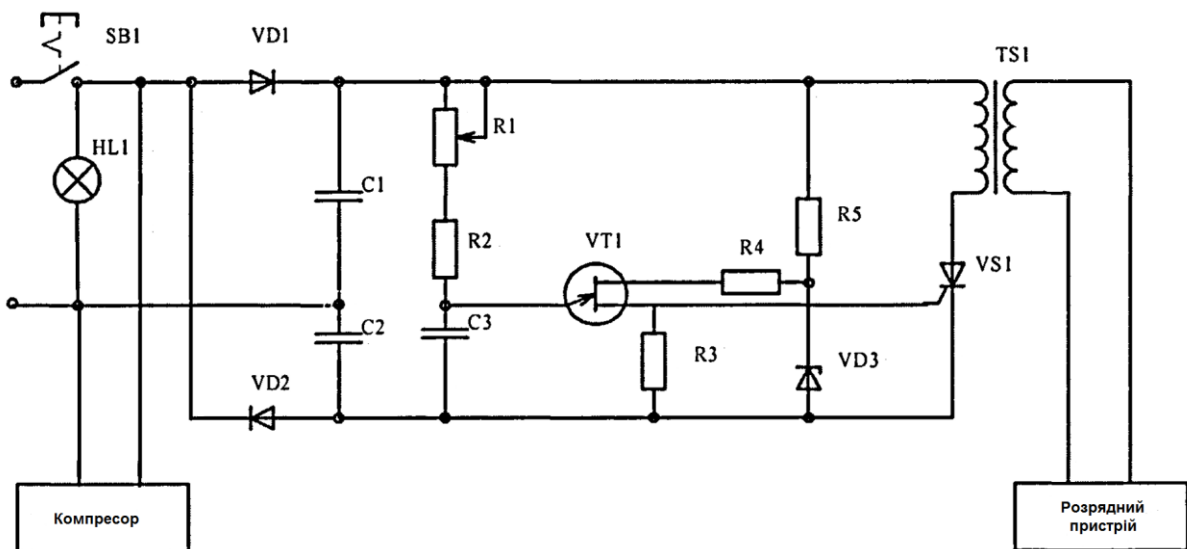 SB1
VD1
TS1
HL1
R1
C1
R2
VT1
R4
R5
VS1
C2
C3
R3
VD3
VD2
Компресор
Розрядний
пристрій